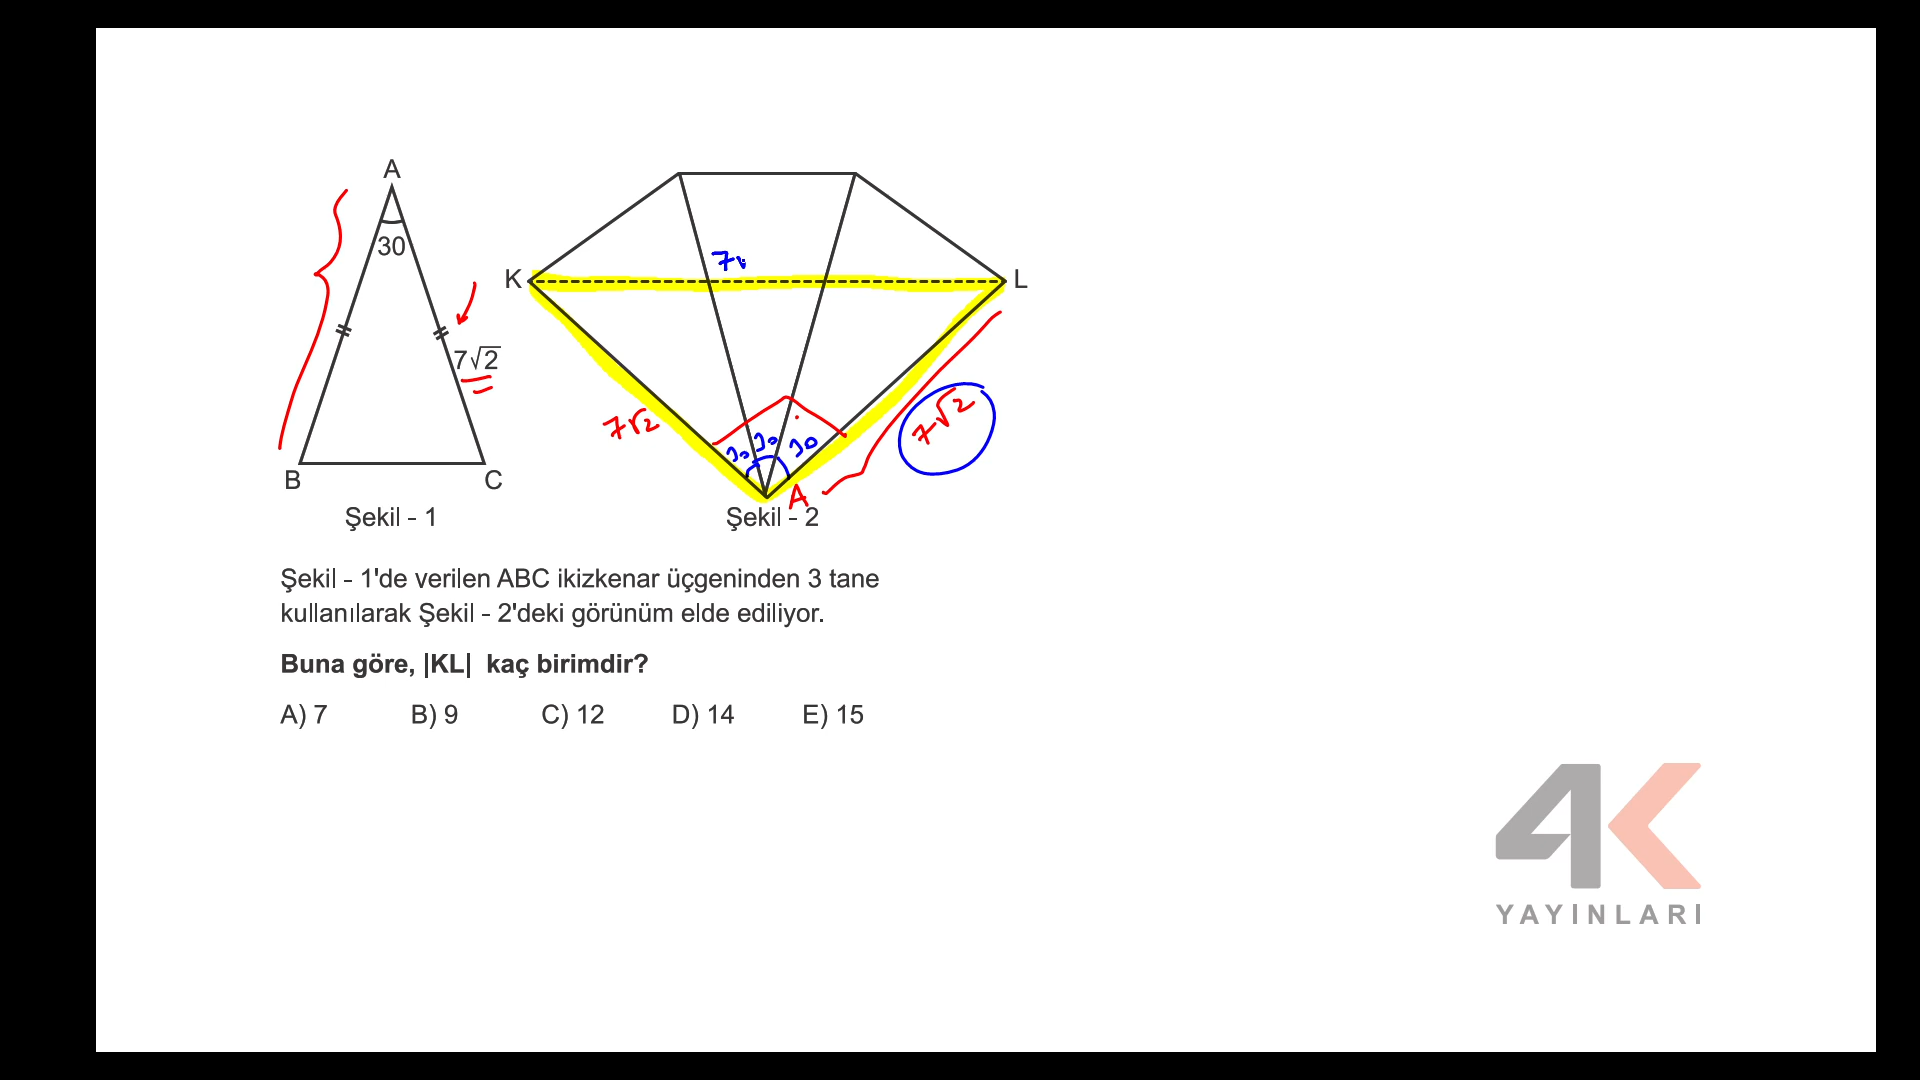 A
30
7√2
B
C
Şekil - 1
K
L
7√
7√2
30
30
30
7√2
A
Şekil - 2
Şekil - 1'de verilen ABC ikizkenar üçgeninden 3 tane
kullanılarak Şekil - 2'deki görünüm elde ediliyor.
Buna göre, |KL| kaç birimdir?
A) 7 B) 9 C) 12 D) 14 E) 15
4K
YAYINLARI